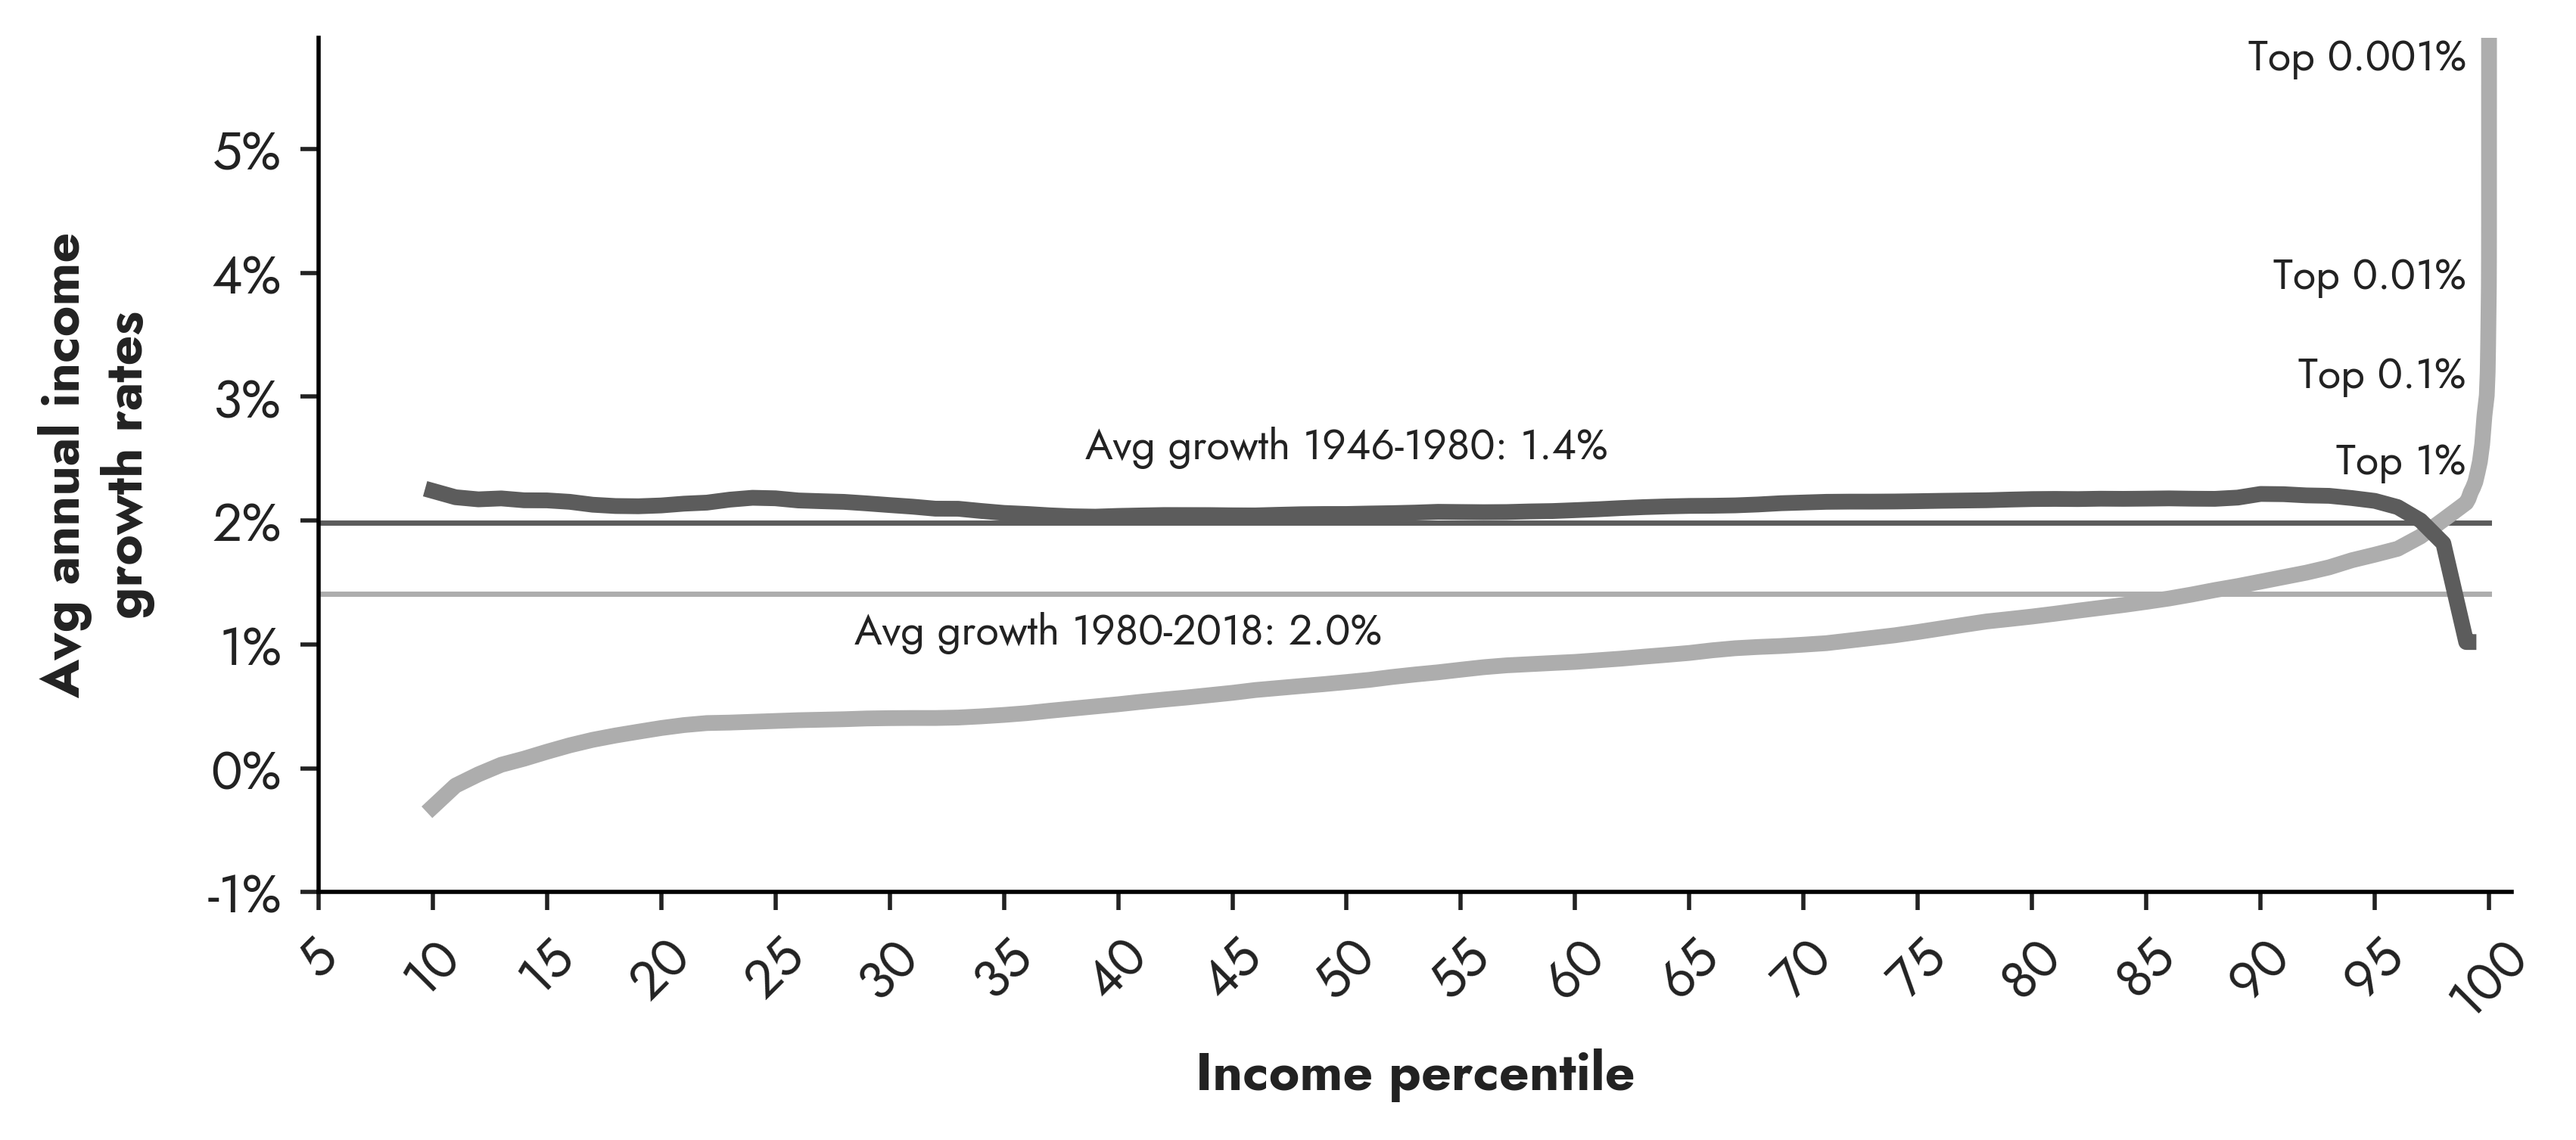 Top 0.001%
5%
Top 0.01%
4%
Top 0.1%
3%
Avg annual income
growth rates
Avg growth 1946-1980: 1.4%
Top 1%
2%
Avg growth 1980-2018: 2.0%
1%
0%
-1%
5 10 15 20 25 30 35 40 45 50 55 60 65 70 75 80 85 90 95 100
Income percentile